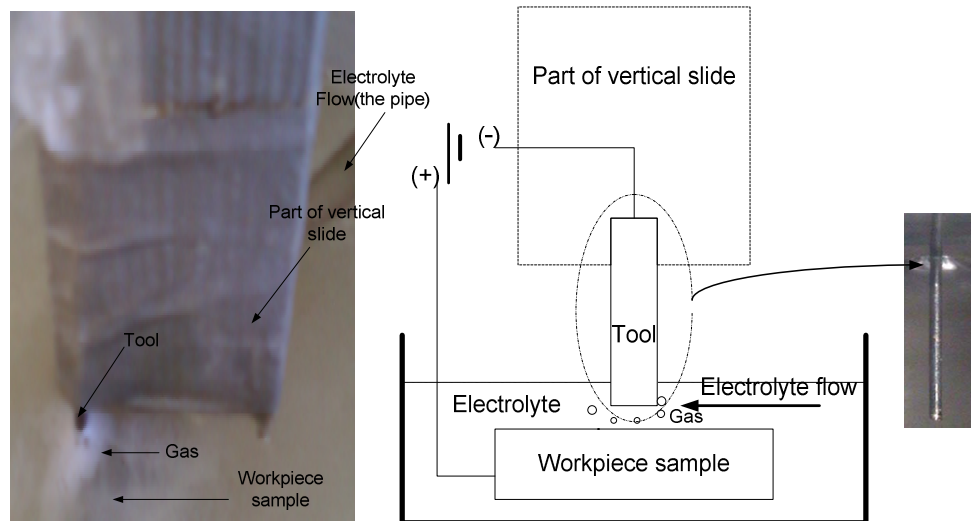 Electrolyte
Flow(the pipe)
Part of vertical
slide
Tool
Gas
Workpiece
sample
Part of vertical slide
(-)
(+)
Tool
Electrolyte flow
Electrolyte
Gas
Workpiece sample